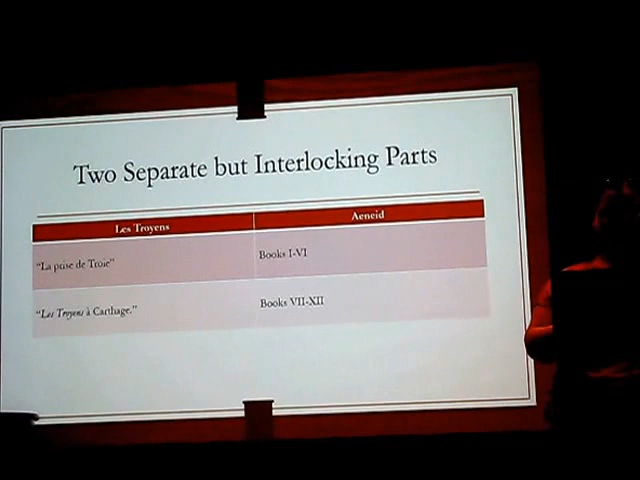 Two Separate but Interlocking Parts
Les Troyens
Aeneid
“La prise de Troie”
Books I-VI
“Les Troyens à Carthage.”
Books VII-XII